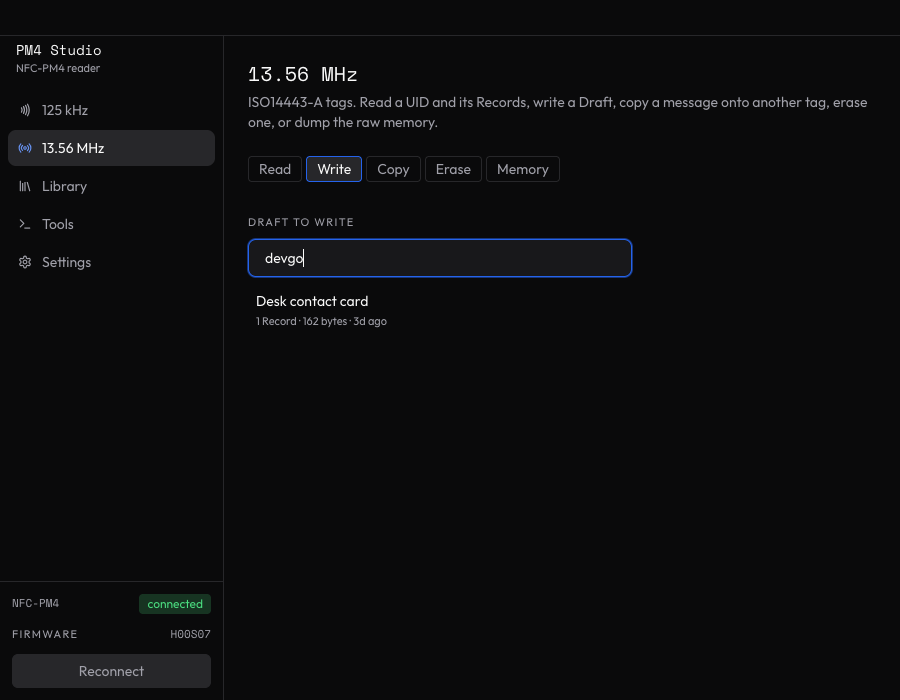 PM4 Studio
NFC-PM4 reader
125 kHz
13.56 MHz
Library
Tools
Settings
NFC-PM4 connected
FIRMWARE H00S07
Reconnect
13.56 MHz
ISO14443-A tags. Read a UID and its Records, write a Draft, copy a message onto another tag, erase
one, or dump the raw memory.
Read Write Copy Erase Memory
DRAFT TO WRITE
devgo
Desk contact card
1 Record · 162 bytes · 3d ago